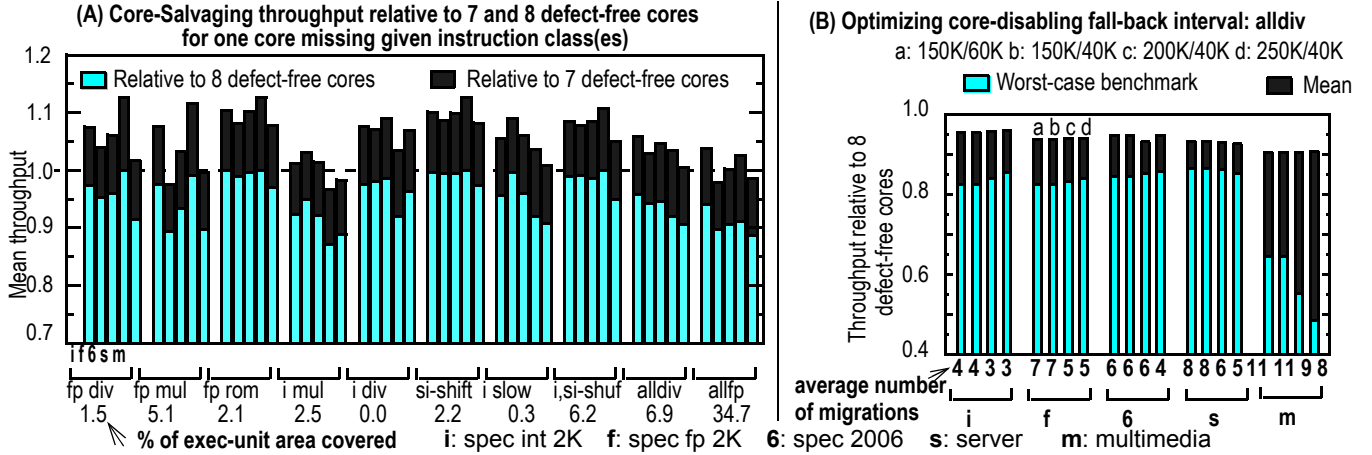 (A) Core-Salvaging throughput relative to 7 and 8 defect-free cores
for one core missing given instruction class(es)
1.2
Relative to 8 defect-free cores
Relative to 7 defect-free cores
1.1
1.0
0.9
0.8
0.7
Mean throughput
i f 6 s m
fp div fp mul fp rom i mul i div si-shift i slow i,si-shuf alldiv allfp
1.5 5.1 2.1 2.5 0.0 2.2 0.3 6.2 6.9 34.7
% of exec-unit area covered
(B) Optimizing core-disabling fall-back interval: alldiv
a: 150K/60K b: 150K/40K c: 200K/40K d: 250K/40K
Worst-case benchmark
Mean
1.0
0.8
0.6
0.4
Throughput relative to 8
defect-free cores
a b c d
4 4 3 3 7 7 5 5 6 6 6 4 8 8 6 5 11 11 9 8
average number
of migrations
i f 6 s m
i: spec int 2K f: spec fp 2K 6: spec 2006 s: server m: multimedia